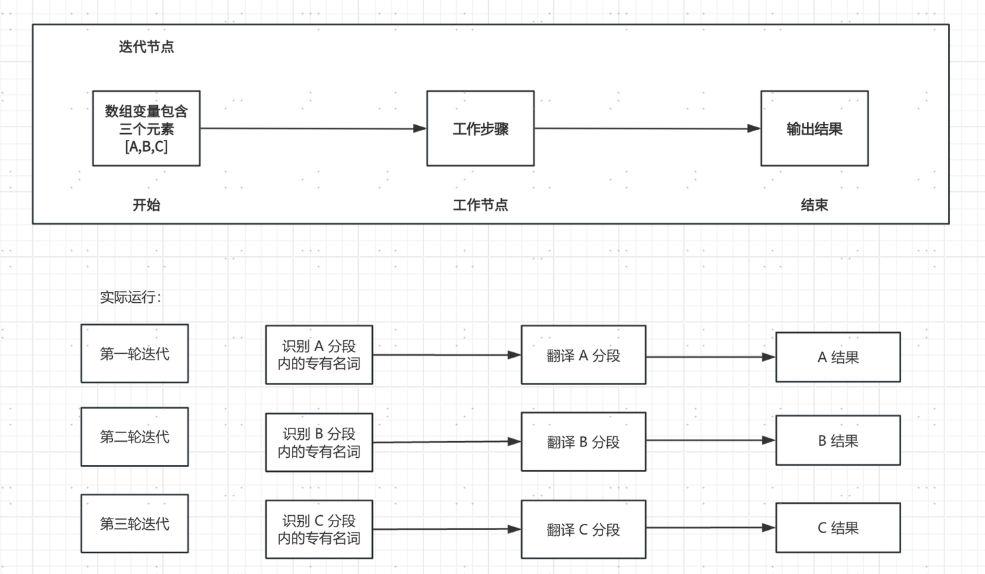 迭代节点
数组变量包含
三个元素
[A,B,C]
工作步骤
输出结果
开始
工作节点
结束
实际运行：
第一轮迭代
识别 A 分段
内的专有名词
翻译 A 分段
A 结果
第二轮迭代
识别 B 分段
内的专有名词
翻译 B 分段
B 结果
第三轮迭代
识别 C 分段
内的专有名词
翻译 C 分段
C 结果